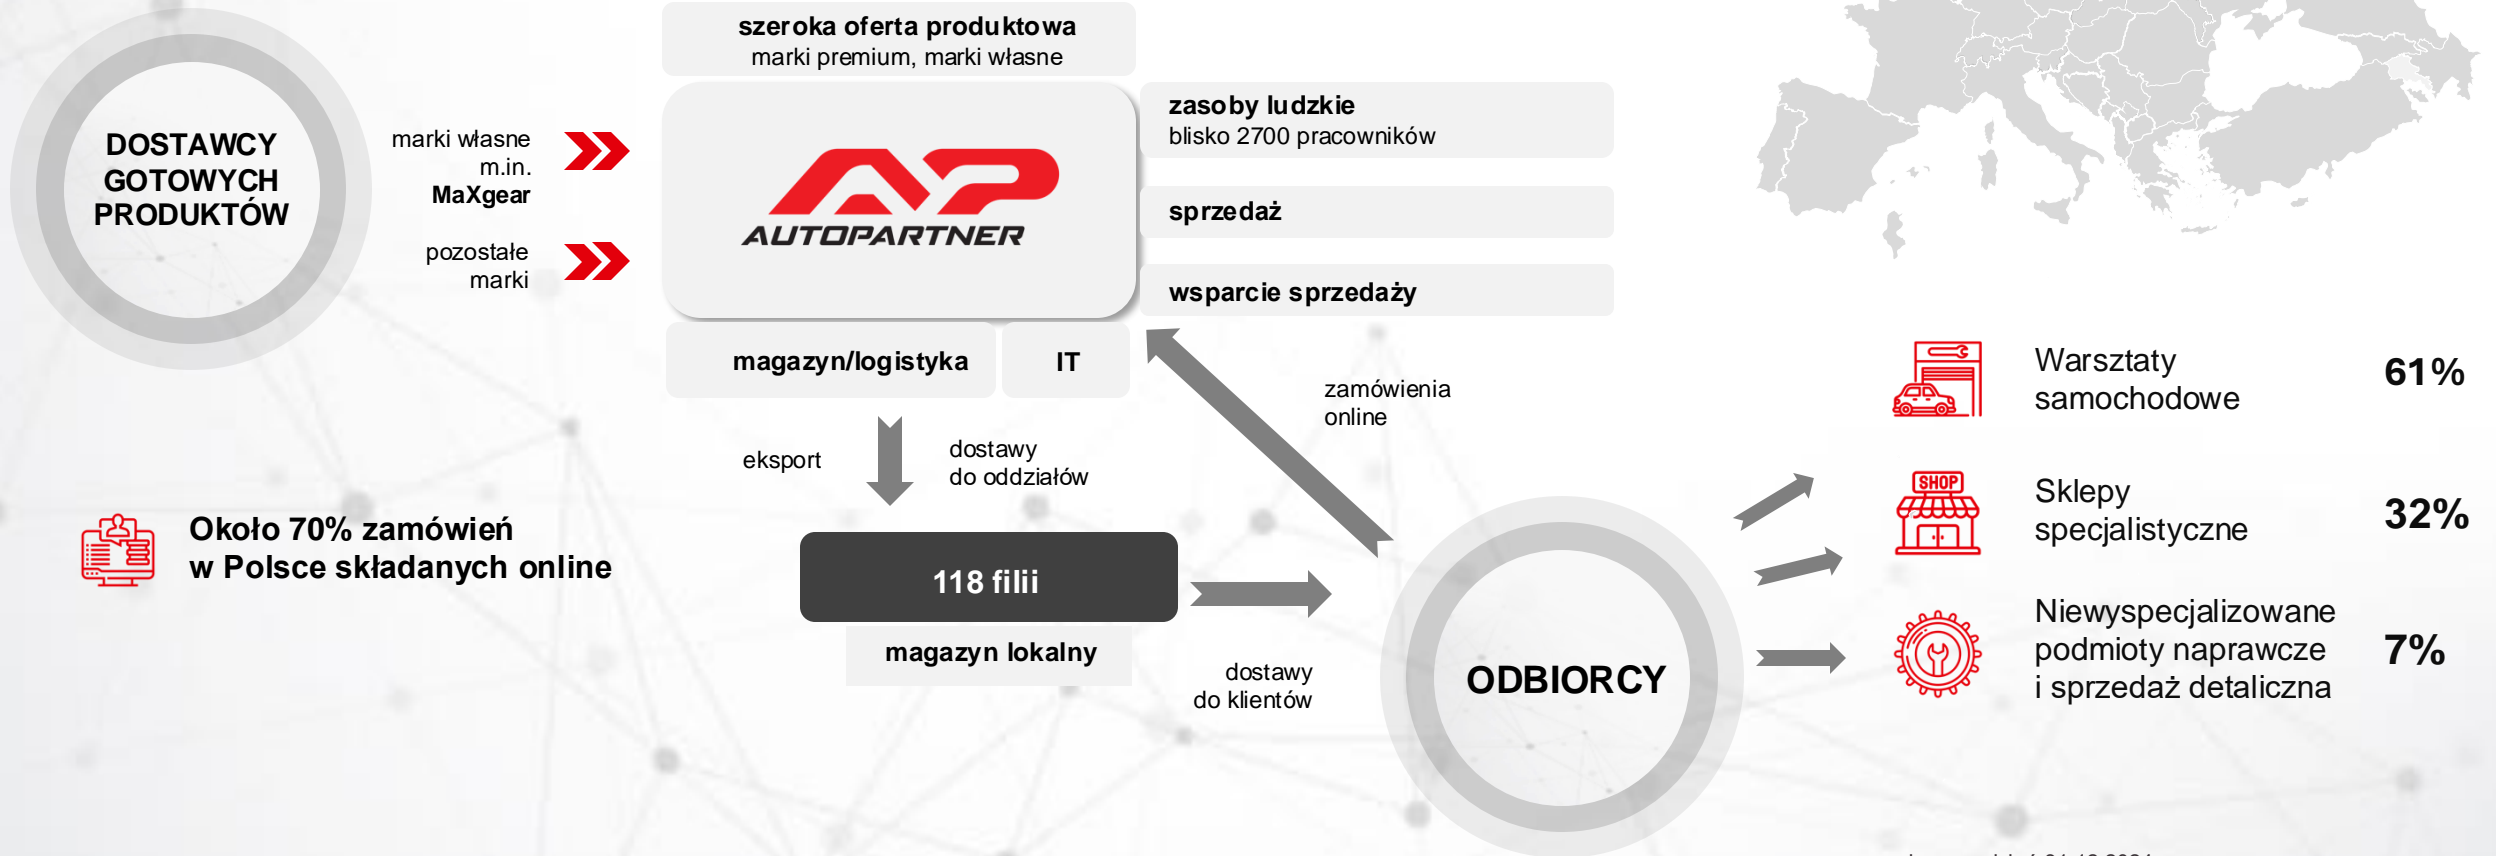 szeroka oferta produktowa
marki premium, marki własne
DOSTAWCY
GOTOWYCH
PRODUKTÓW
marki własne
m.in.
MaXgear
pozostałe
marki
AUTOPARTNER
zasoby ludzkie
blisko 2700 pracowników
sprzedaż
wsparcie sprzedaży
magazyn/logistyka
IT
eksport
dostawy
do oddziałów
zamówienia
online
Około 70% zamówień
w Polsce składanych online
118 filii
magazyn lokalny
dostawy
do klientów
ODBIORCY
Warsztaty
samochodowe
61%
SHOP
Sklepy
specjalistyczne
32%
Niewyspecjalizowane
podmioty naprawcze
i sprzedaż detaliczna
7%